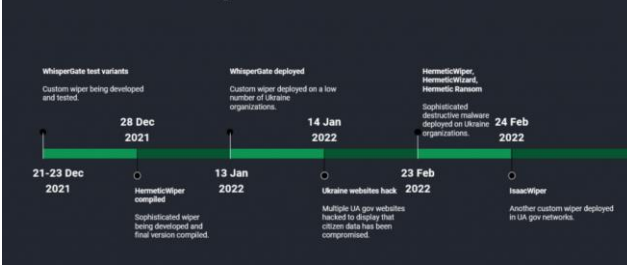 WhisperGate test variants
Custom wiper being developed
and tested.
28 Dec
2021
WhisperGate deployed
Custom wiper deployed on a low
number of Ukraine
organizations.
14 Jan
2022
HermeticWiper,
HermeticWizard,
Hermetic Ransom
Sophisticated
destructive malware
deployed on Ukraine
organizations.
24 Feb
2022
21-23 Dec
2021
HermeticWiper
compiled
Sophisticated wiper
being developed and
final version compiled.
13 Jan
2022
Ukraine websites hack
Multiple UA gov websites
hacked to display that
citizen data has been
compromised.
23 Feb
2022
IsaacWiper
Another custom wiper deployed
in UA gov networks.